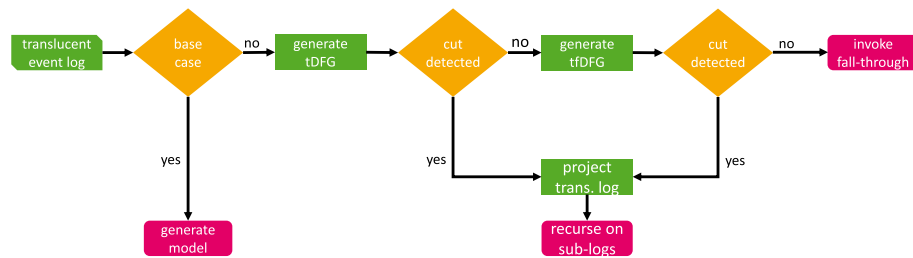 translucent
event log
base
case
no
generate
tDFG
cut
detected
no
generate
tfDFG
cut
detected
no
invoke
fall-through
yes
yes
yes
project
trans. log
generate
model
recurse on
sub-logs